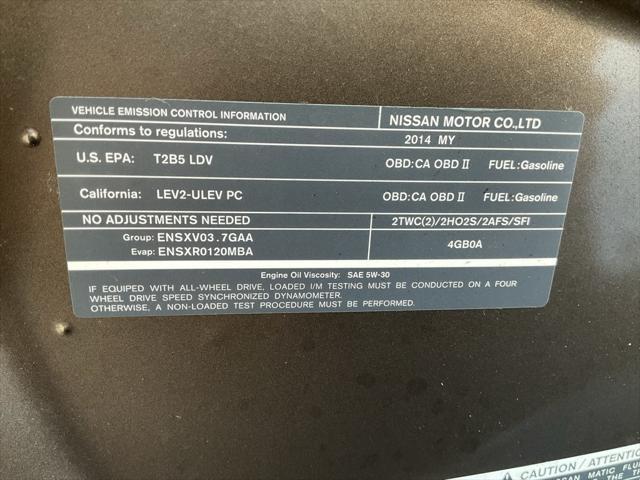 VEHICLE EMISSION CONTROL INFORMATION NISSAN MOTOR CO.,LTD
Conforms to regulations: 2014 MY
U.S. EPA: T2B5 LDV OBD:CA OBD II FUEL:Gasoline
California: LEV2-ULEV PC OBD:CA OBD II FUEL:Gasoline
NO ADJUSTMENTS NEEDED 2TWC(2)/2HO2S/2AFS/SFI
Group: ENSXV03.7GAA 4GB0A
Evap: ENSXR0120MBA
Engine Oil Viscosity: SAE 5W-30
IF EQUIPPED WITH ALL-WHEEL DRIVE, LOADED I/M TESTING MUST BE CONDUCTED ON A FOUR
WHEEL DRIVE SPEED SYNCHRONIZED DYNAMOMETER.
OTHERWISE, A NON-LOADED TEST PROCEDURE MUST BE PERFORMED.
CAUTION / ATTENTIO
MATIC FLU